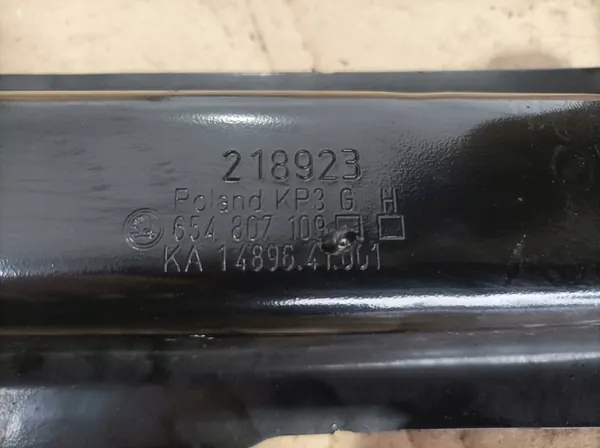 218923
Poland KP3 G H
654 807 109
KA 14896.41.001